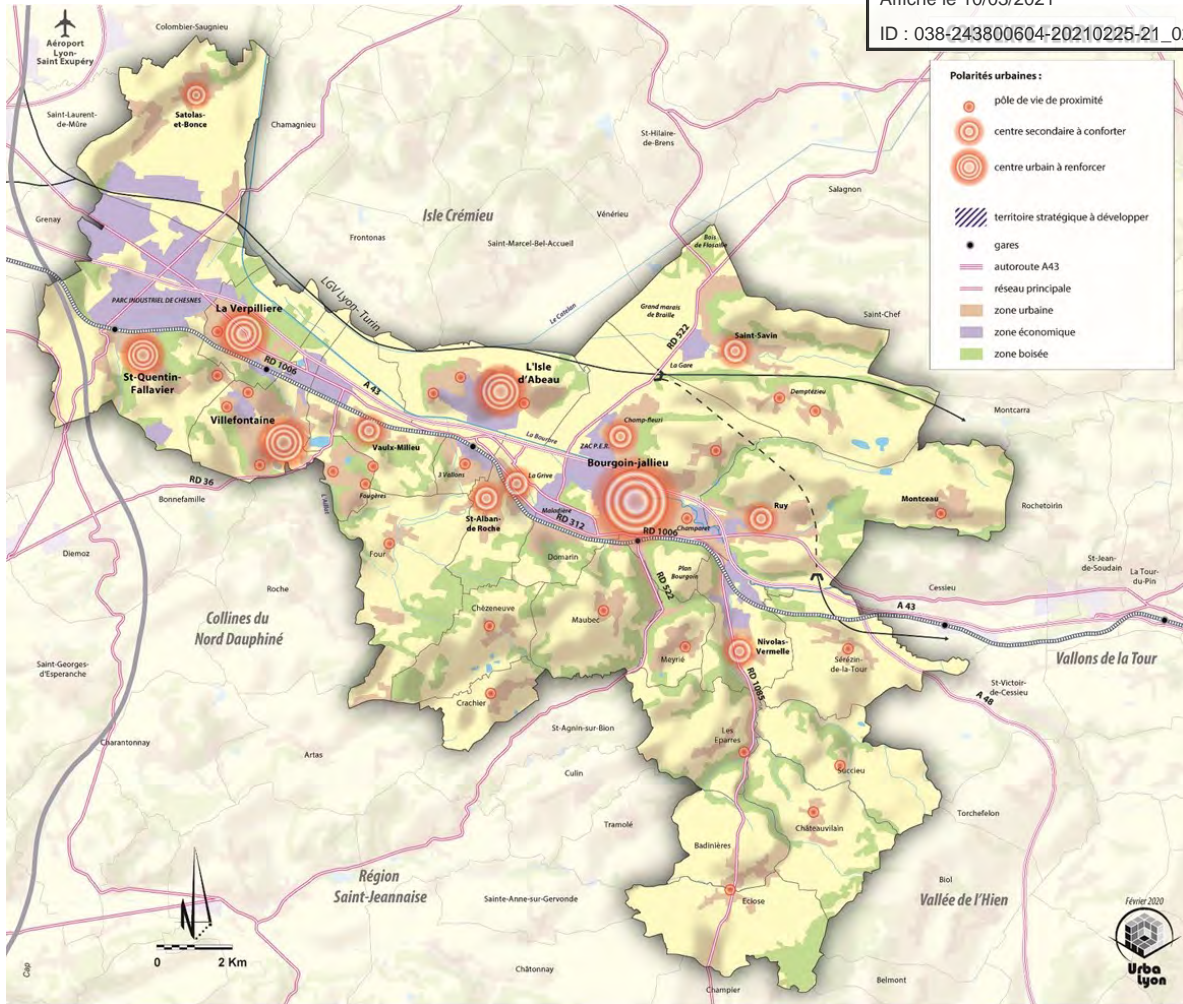 Affiché le 10/03/2021
ID : 038-243800604-20210225-21_02
Polarités urbaines :
pôle de vie de proximité
centre secondaire à conforter
centre urbain à renforcer
territoire stratégique à développer
gares
autoroute A43
réseau principale
zone urbaine
zone économique
zone boisée
Aéroport
Lyon-
Saint Exupéry
Colombier-Saugnieu
Saint-Laurent-
de-Mûre
Satolas-
et-Bonce
Chamagnieu
St-Hilaire-
de-Brens
Salagnon
Grenay
Isle Crémieu
Vénérieu
Frontonas
Saint-Marcel-Bel-Accueil
Bois
de Flosaille
LGV Lyon-Turin
Le Catelan
PARC INDUSTRIEL DE CHESNES
La Verpilliere
Grand marais
de Braille
RD 522
Saint-Chef
Saint-Savin
La Gare
RD 1006
A 43
St-Quentin-
Fallavier
L'Isle
d'Abeau
Demptézieu
Montcarra
Villefontaine
Champ-fleuri
La Bourbre
ZAC P.E.R.
Vaulx-Milieu
Bourgoin-jallieu
3 Vallons
La Grive
RD 36
Bonnefamille
Fougères
L'Aillat
St-Alban-
de Roche
Maladière
RD 312
Champaret
Ruy
Montceau
Rochetoirin
RD 1006
Diemoz
Four
Domarin
Plan
Bourgoin
St-Jean-
de-Soudain
La Tour-
du-Pin
Cessieu
Roche
RD 522
A 43
Collines du
Nord Dauphiné
Chèzeneuve
Maubec
Meyrié
Nivolas-
Vermelle
Sérézin-
de-la-Tour
Vallons de la Tour
Saint-Georges-
d'Esperanche
St-Victoir-
de-Cessieu
Crachier
RD 1085
A 48
St-Agnin-sur-Bion
Les
Eparres
Charantonnay
Artas
Culin
Succieu
Torchefelon
Tramolé
Châteauvilain
Badinières
Région
Saint-Jeannaise
Biol
Sainte-Anne-sur-Gervonde
Eclose
Vallée de l'Hien
Février 2020
N
0 2 Km
Cap
Châtonnay
Belmont
Champier
Urba
Lyon